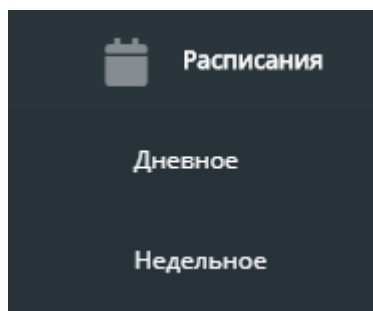 Расписания
Дневное
Недельное